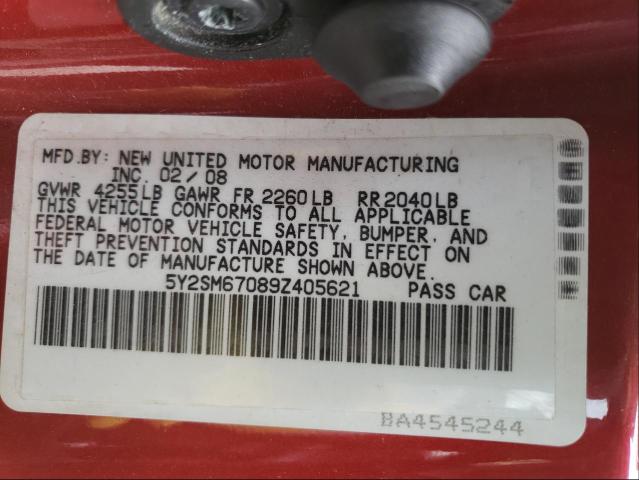 MFD.BY: NEW UNITED MOTOR MANUFACTURING
INC. 02/08
GVWR 4255LB GAWR FR 2260LB RR2040LB
THIS VEHICLE CONFORMS TO ALL APPLICABLE
FEDERAL MOTOR VEHICLE SAFETY, BUMPER, AND
THEFT PREVENTION STANDARDS IN EFFECT ON
THE DATE OF MANUFACTURE SHOWN ABOVE.
5Y2SM67089Z405621 PASS CAR
BA4545244